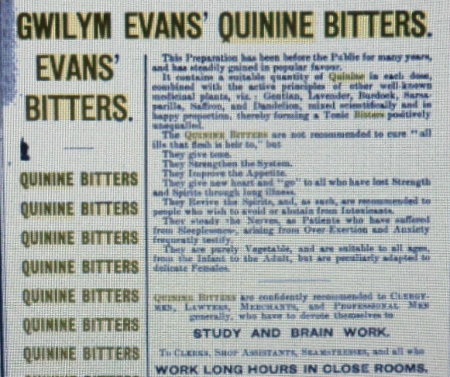 GWILYM EVANS' QUININE BITTERS.
EVANS'
BITTERS.
QUININE BITTERS
QUININE BITTERS
QUININE BITTERS
QUININE BITTERS
QUININE BITTERS
QUININE BITTERS
QUININE BITTERS
This Preparation has been before the Public for many years,
and has steadily gained in popular favour.
It contains a suitable quantity of Quinine in each dose,
combined with the active principles of other well-known
medicinal plants, viz.: Gentian, Lavender, Burdock, Sarsa-
parilla, Saffron, and Dandelion, mixed scientifically and in
happy proportion, thereby forming a Tonic Bitters positively
unequalled.
The QUININE BITTERS are not recommended to cure "all
ills that flesh is heir to," but
They give tone.
They Strengthen the System.
They Improve the Appetite.
They give new heart and "go" to all who have lost Strength
and Spirits through long illness.
They Revive the Spirits, and, as such, are recommended to
people who wish to avoid or abstain from Intoxicants.
They steady the Nerves, as Patients who have suffered
from Sleeplessness, arising from Over-Exertion and Anxiety
frequently testify.
They are purely Vegetable, and are suitable to all ages,
from the Infant to the Adult, but are peculiarly adapted to
delicate Females.
QUININE BITTERS are confidently recommended to CLERGY-
MEN, LAWYERS, MERCHANTS, and PROFESSIONAL MEN
generally, who have to devote themselves to
STUDY AND BRAIN WORK.
To CLERKS, SHOP ASSISTANTS, SEAMSTRESSES, and all who
WORK LONG HOURS IN CLOSE ROOMS.